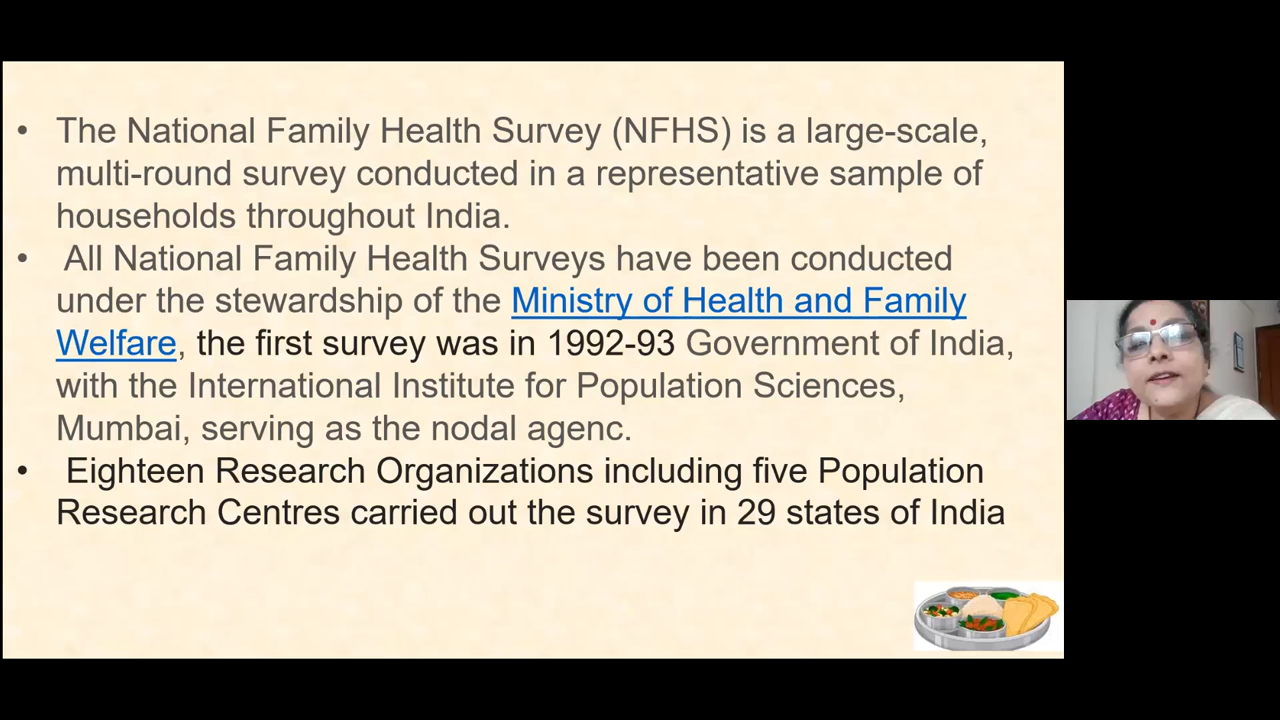 • The National Family Health Survey (NFHS) is a large-scale,
multi-round survey conducted in a representative sample of
households throughout India.
• All National Family Health Surveys have been conducted
under the stewardship of the Ministry of Health and Family
Welfare, the first survey was in 1992-93 Government of India,
with the International Institute for Population Sciences,
Mumbai, serving as the nodal agenc.
• Eighteen Research Organizations including five Population
Research Centres carried out the survey in 29 states of India